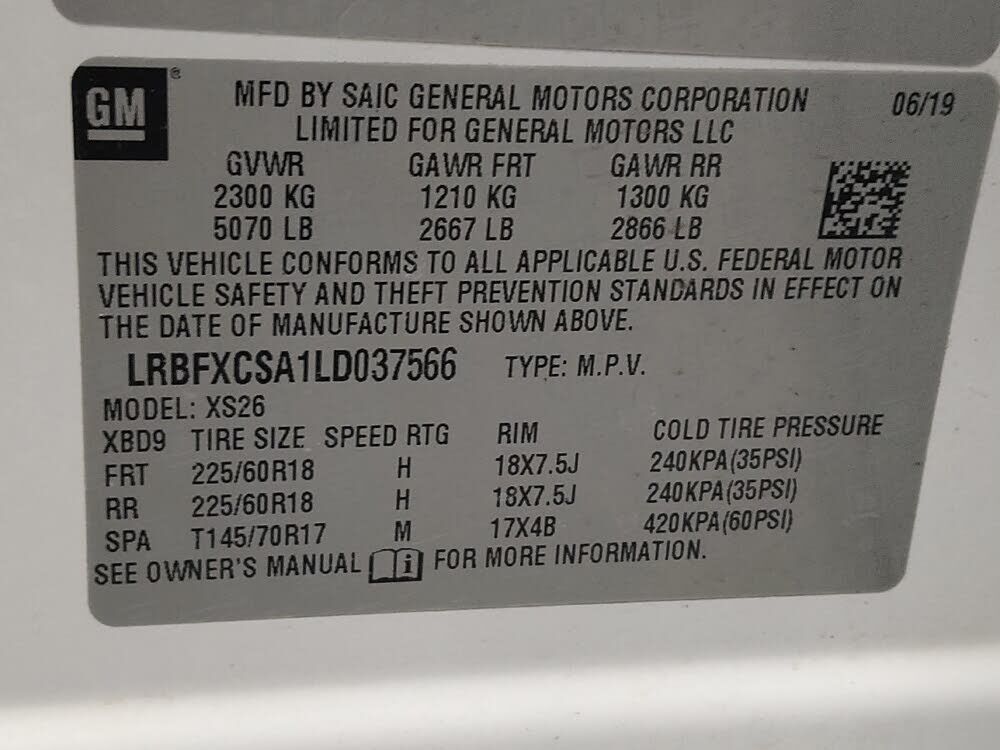 GM ®
MFD BY SAIC GENERAL MOTORS CORPORATION 06/19
LIMITED FOR GENERAL MOTORS LLC
GVWR GAWR FRT GAWR RR
2300 KG 1210 KG 1300 KG
5070 LB 2667 LB 2866 LB
THIS VEHICLE CONFORMS TO ALL APPLICABLE U.S. FEDERAL MOTOR
VEHICLE SAFETY AND THEFT PREVENTION STANDARDS IN EFFECT ON
THE DATE OF MANUFACTURE SHOWN ABOVE.
LRBFXCSA1LD037566 TYPE: M.P.V.
MODEL: XS26
XBD9 TIRE SIZE SPEED RTG RIM COLD TIRE PRESSURE
FRT 225/60R18 H 18X7.5J 240KPA(35PSI)
RR 225/60R18 H 18X7.5J 240KPA(35PSI)
SPA T145/70R17 M 17X4B 420KPA(60PSI)
SEE OWNER'S MANUAL i FOR MORE INFORMATION.